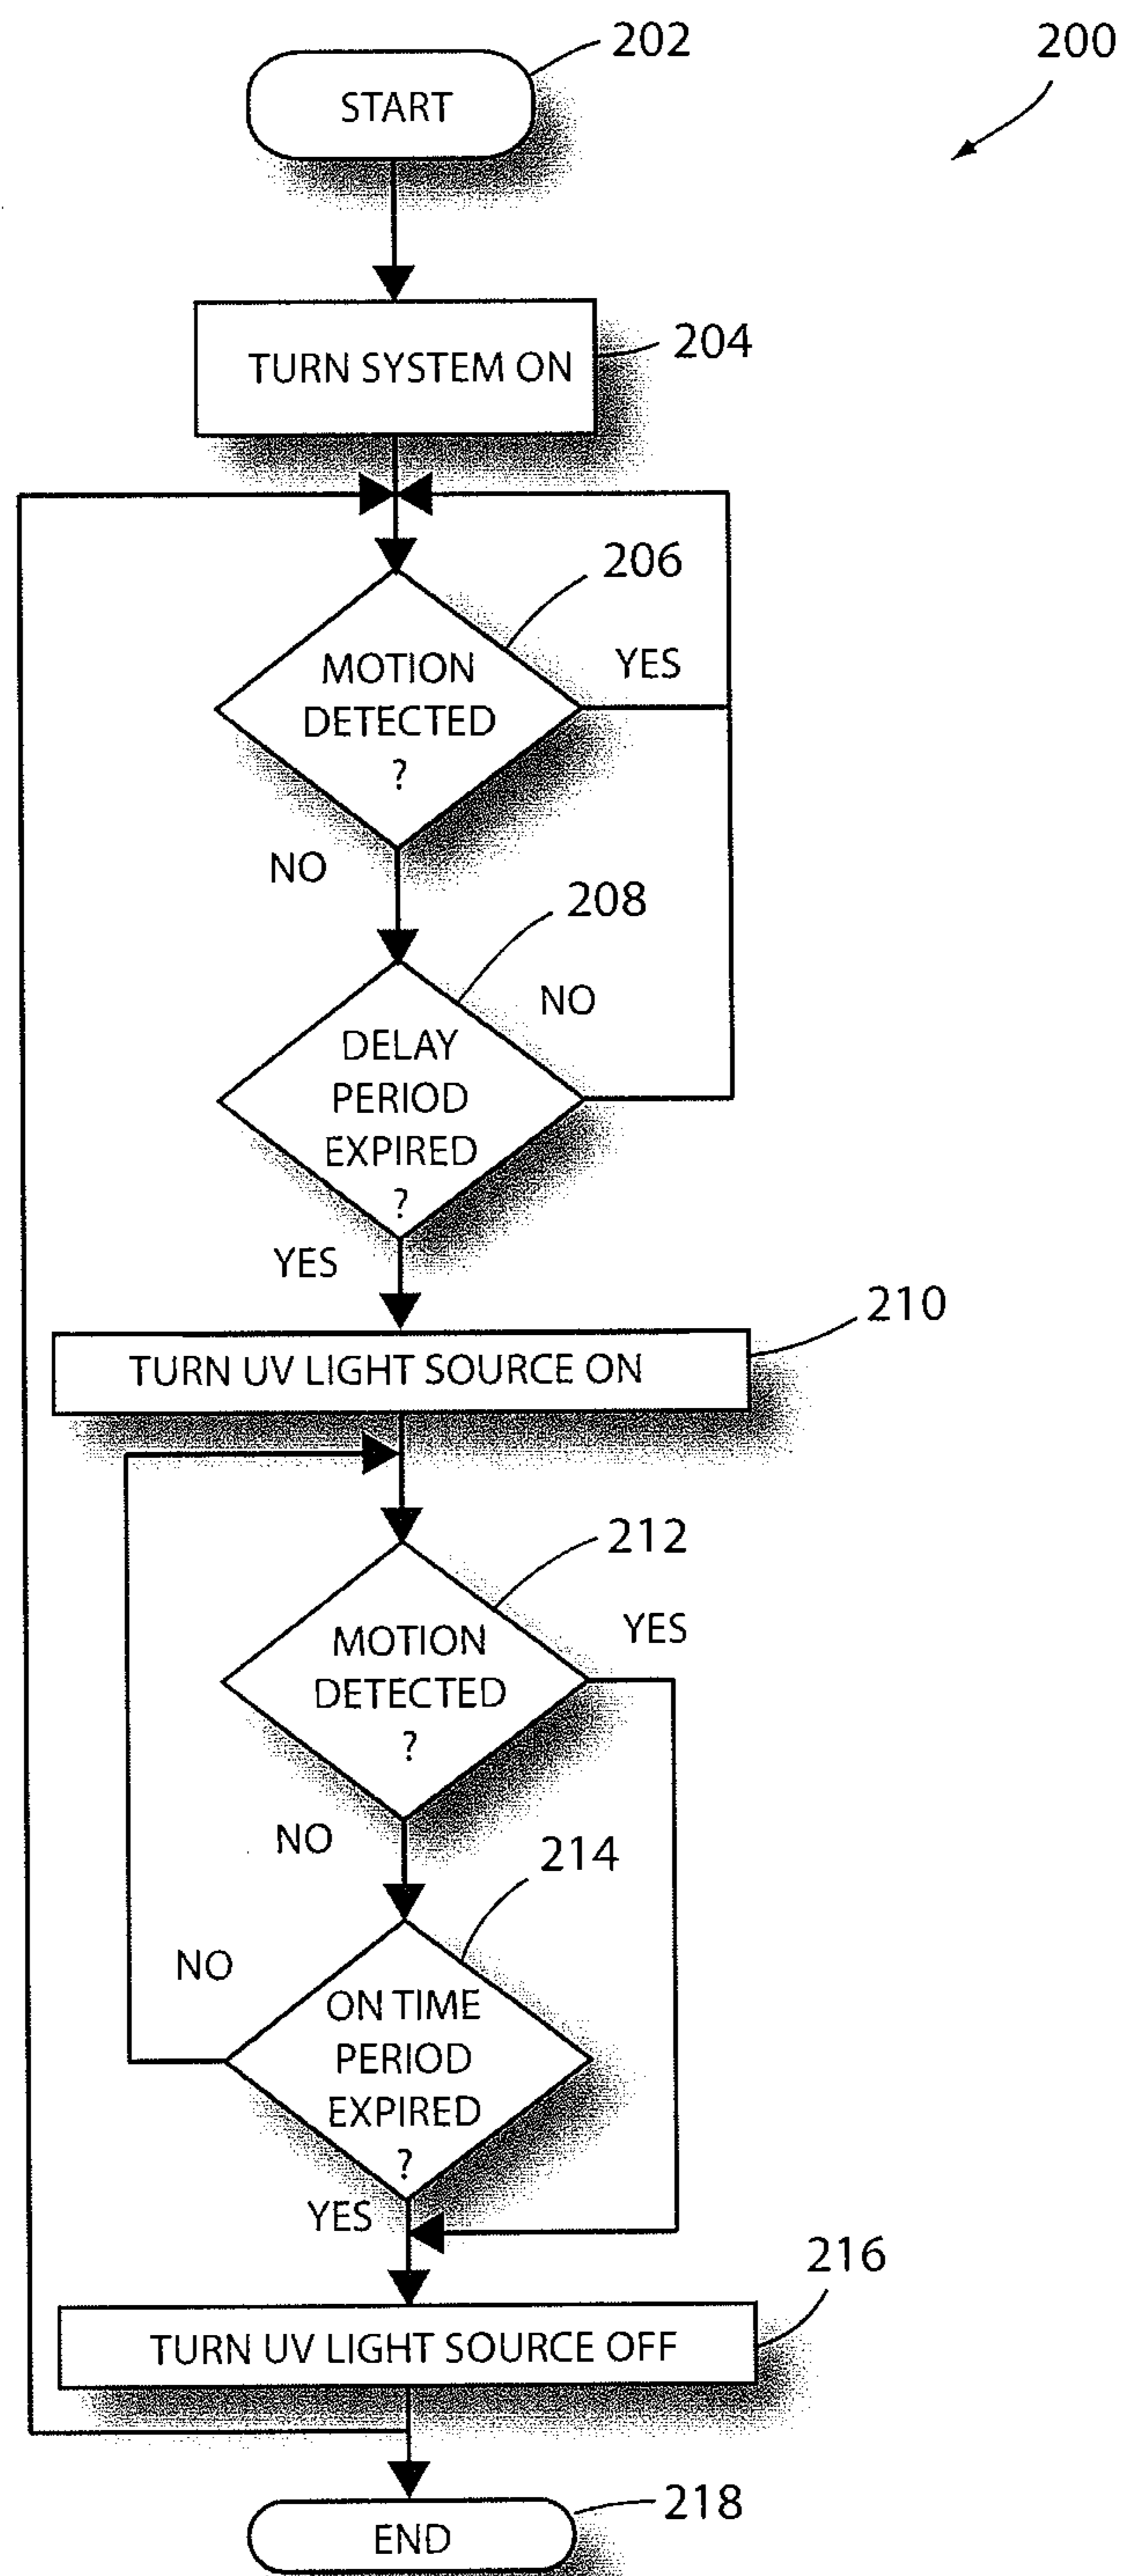 202
200
START
TURN SYSTEM ON
204
206
MOTION
DETECTED
?
YES
NO
208
DELAY
PERIOD
EXPIRED
?
NO
YES
210
TURN UV LIGHT SOURCE ON
212
MOTION
DETECTED
?
YES
NO
214
ON TIME
PERIOD
EXPIRED
?
NO
YES
216
TURN UV LIGHT SOURCE OFF
218
END